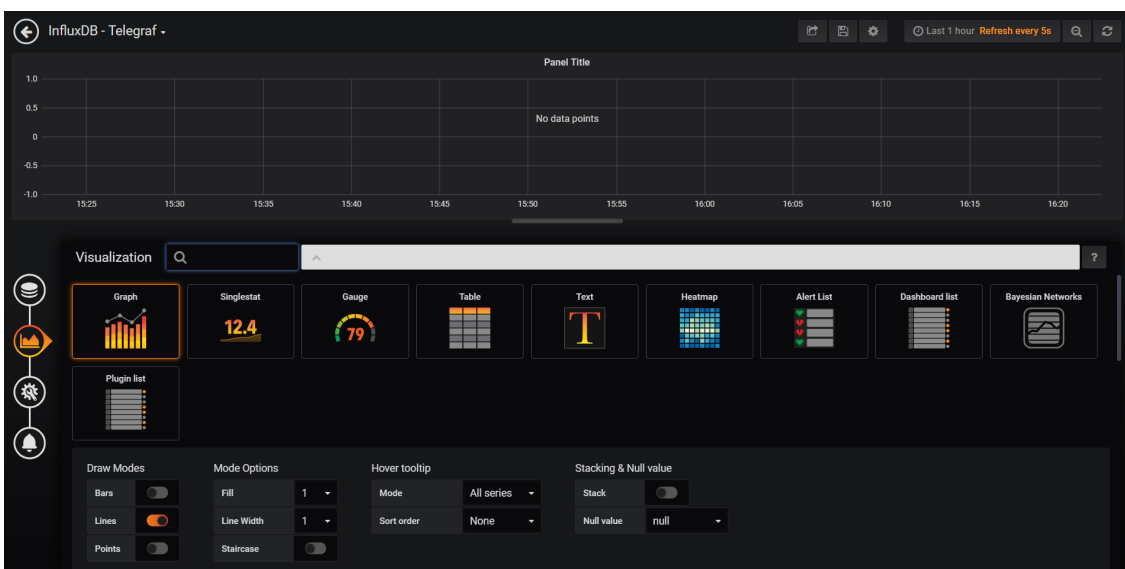 InfluxDB - Telegraf
Last 1 hour Refresh every 5s
Panel Title
1.0
0.5
No data points
0
-0.5
-1.0
15:25 15:30 15:35 15:40 15:45 15:50 15:55 16:00 16:05 16:10 16:15 16:20
Visualization
?
Graph Singlestat Gauge Table Text Heatmap Alert List Dashboard list Bayesian Networks
12.4 79 T
Plugin list
Draw Modes Mode Options Hover tooltip Stacking & Null value
Bars Fill 1 Mode All series Stack
Lines Line Width 1 Sort order None Null value null
Points Staircase